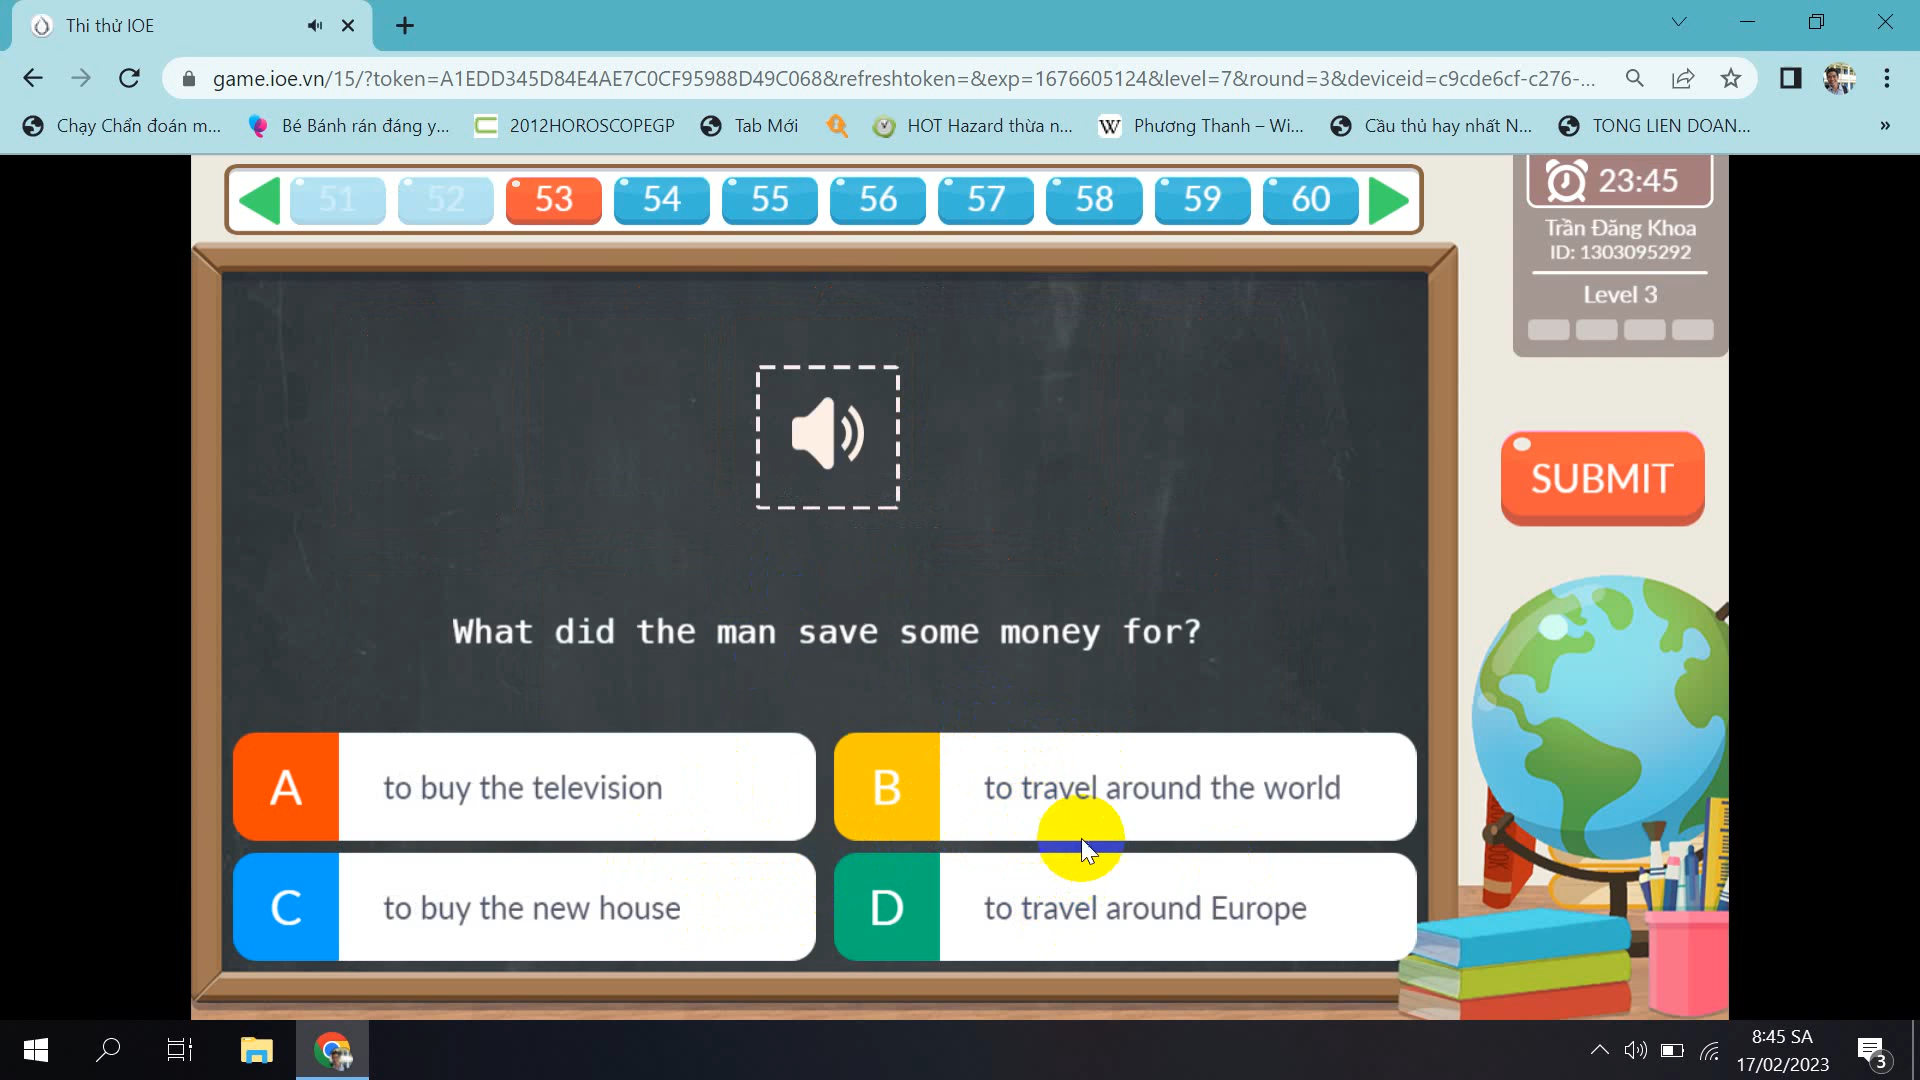 Thi thử IOE
game.ioe.vn/15/?token=A1EDD345D84E4AE7C0CF95988D49C068&refreshtoken=&exp=1676605124&level=7&round=3&deviceid=c9cde6cf-c276-...
Chạy Chẩn đoán m...
Bé Bánh rán đáng y...
2012HOROSCOPEGP
Tab Mới
HOT Hazard thừa n...
W
Phương Thanh – Wi...
Cầu thủ hay nhất N...
TONG LIEN DOAN...
»
51 52 53 54 55 56 57 58 59 60
23:45
Trần Đăng Khoa
ID: 1303095292
Level 3
SUBMIT
What did the man save some money for?
A to buy the television
B to travel around the world
C to buy the new house
D to travel around Europe
8:45 SA
17/02/2023
3